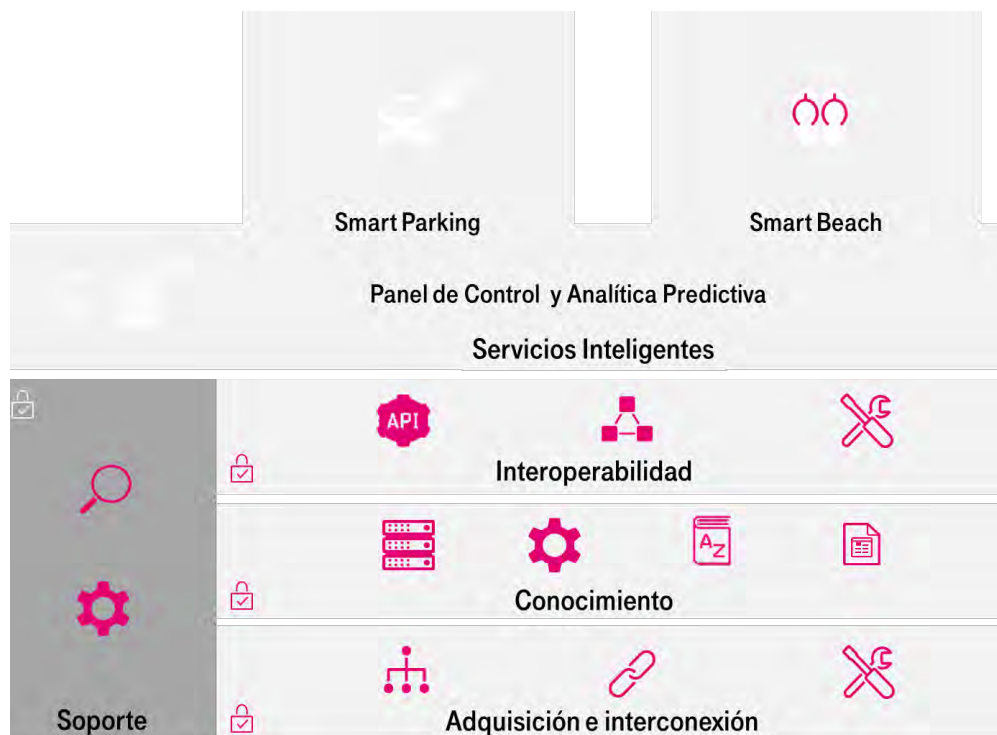 Smart Parking
Smart Beach
Panel de Control y Analítica Predictiva
Servicios Inteligentes
API
Interoperabilidad
A Z
Conocimiento
Soporte
Adquisición e interconexión